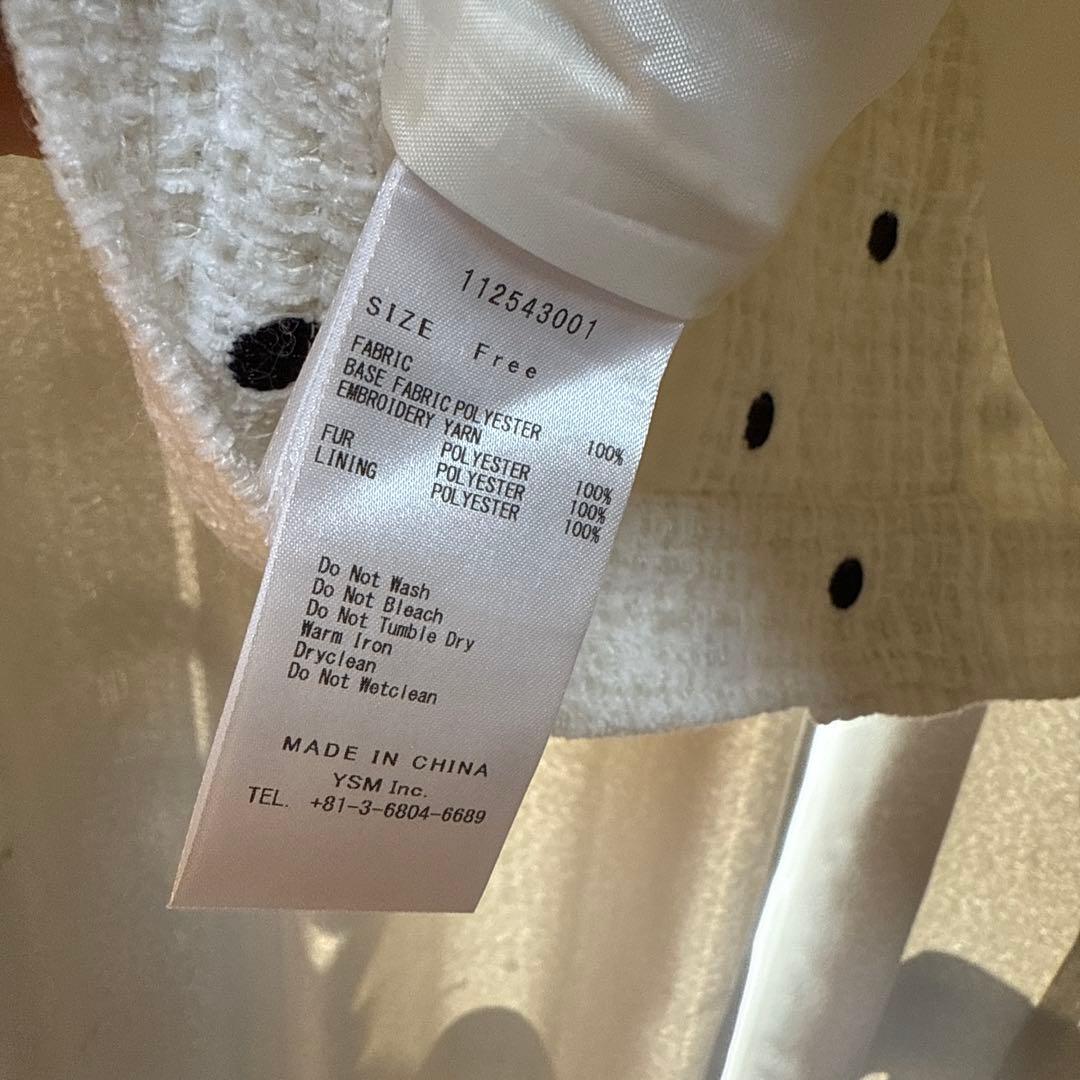 112543001
SIZE Free
FABRIC
BASE FABRIC POLYESTER 100%
EMBROIDERY YARN
POLYESTER 100%
FUR POLYESTER 100%
LINING POLYESTER 100%
Do Not Wash
Do Not Bleach
Do Not Tumble Dry
Warm Iron
Dryclean
Do Not Wetclean
MADE IN CHINA
YSM Inc.
TEL. +81-3-6804-6689